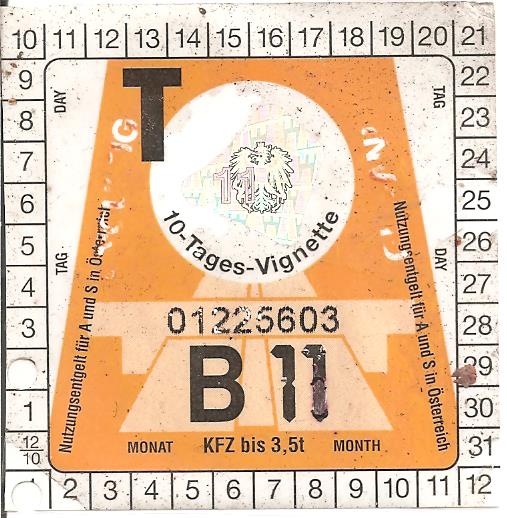 10 11 12 13 14 15 16 17 18 19 20 21
9 22
8 23
7 24
6 25
5 26
4 27
3 28
29
1 30
12/10 31
1 2 3 4 5 6 7 8 9 10 11 12
DAY
TAG
T
11
10-Tages-Vignette
TAG
DAY
Nutzungsentgelt für A und S in Österreich
Nutzungsentgelt für A und S in Österreich
01225603
B 11
MONAT KFZ bis 3,5t MONTH